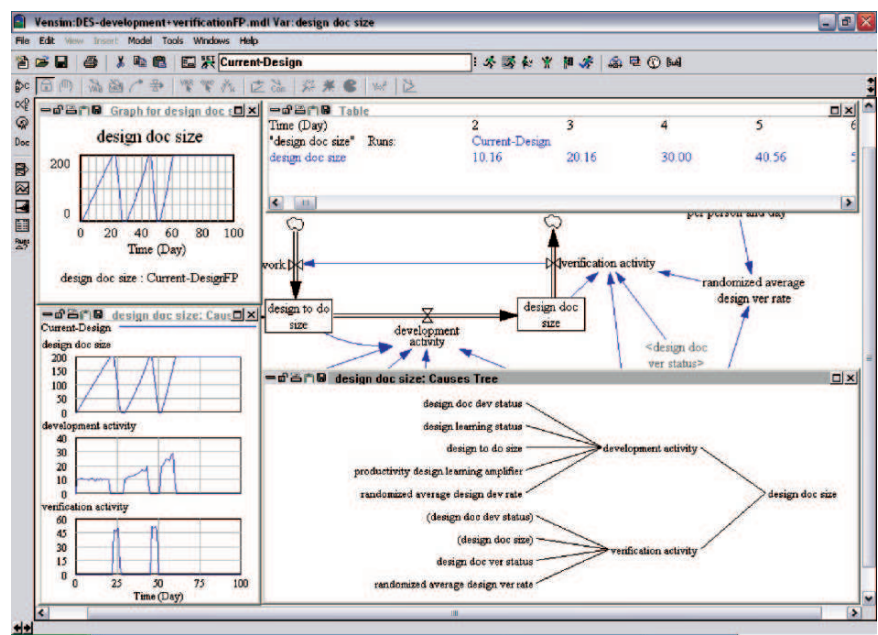 Vensim:DES-development+verificationFP.mdl Var: design doc size
File Edit View Insert Model Tools Windows Help
Current-Design
Doc
Graph for design doc s
design doc size
200
0
0 20 40 60 80 100
Time (Day)
design doc size : Current-DesignFP
Table
Time (Day) 2 3 4 5 6
"design doc size" Runs: Current-Design
design doc size 10.16 20.16 30.00 40.56 5
per person and day
work
verification activity
randomized average
design ver rate
design to do
size
development
activity
design doc
size
<design doc
ver status>
design doc size: Caus
Current-Design
design doc size
200
150
100
50
0
development activity
40
30
20
10
0
verification activity
60
45
30
15
0
0 25 50 75 100
Time (Day)
design doc size: Causes Tree
design doc dev status
design learning status
design to do size
productivity design learning amplifier
randomized average design dev rate
development activity
design doc size
(design doc dev status)
(design doc size)
design doc ver status
randomized average design ver rate
verification activity